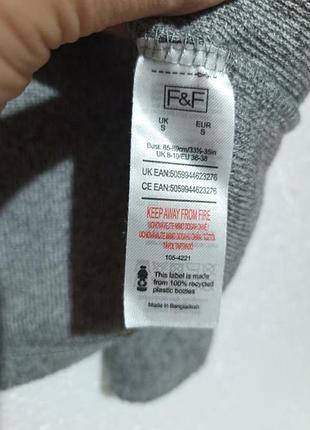 F&F
UK EUR
S S
Bust. 85-89cm/33½-35in
UK 8-10/EU 36-38
UK EAN:5059944623276
CE EAN:5059944623276
KEEP AWAY FROM FIRE
105-4221
This label is made
from 100% recycled
plastic bottles
Made in Bangladesh